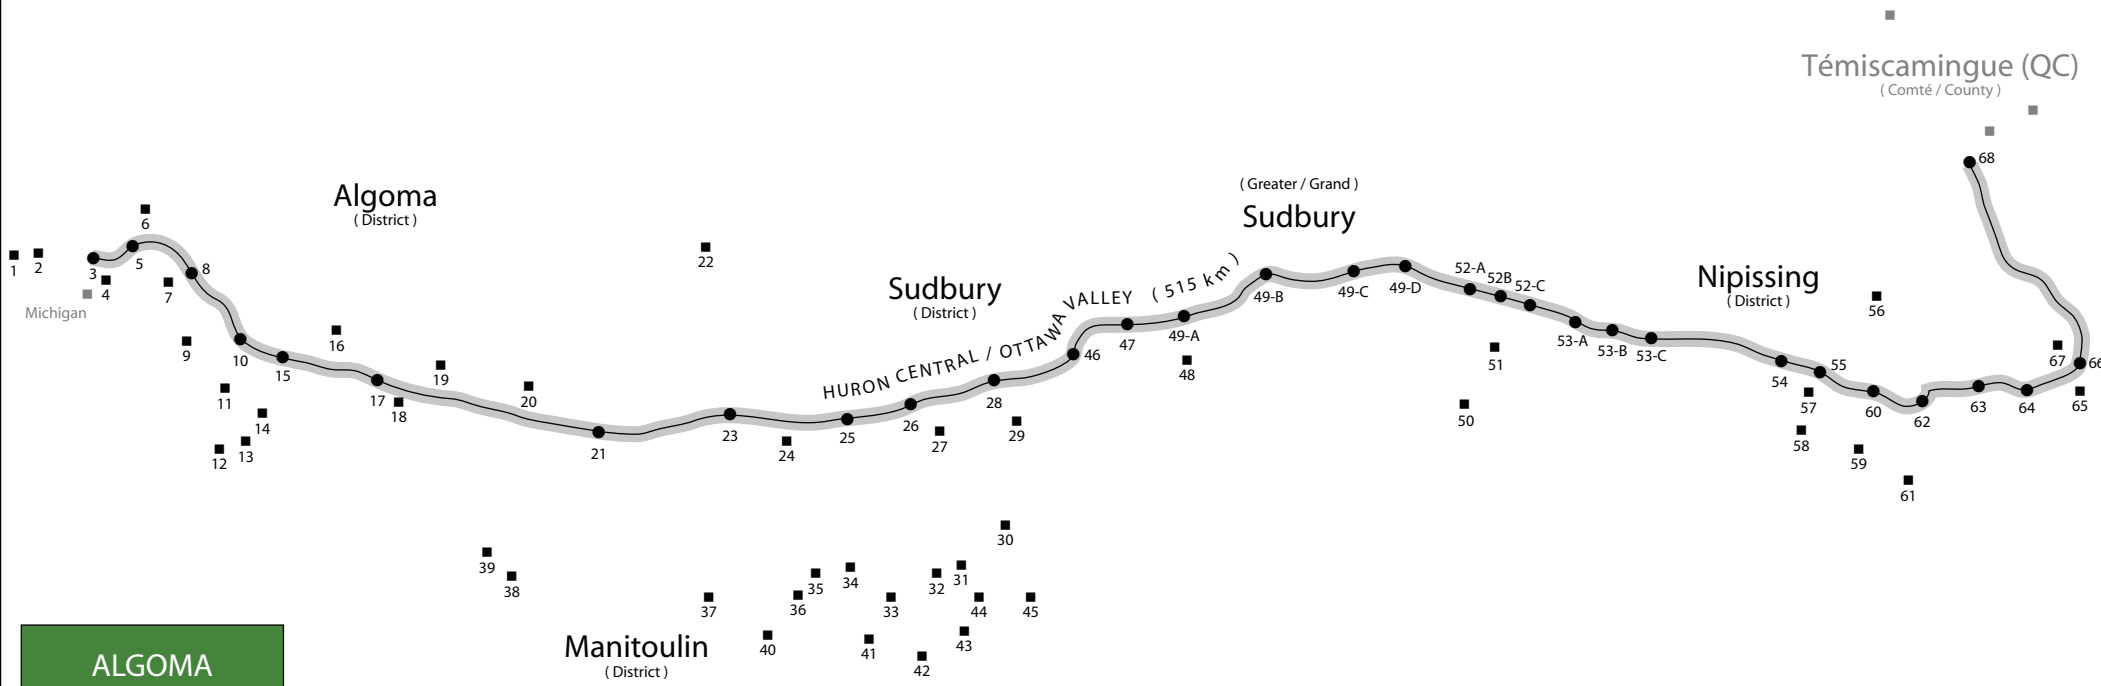 Témiscamingue (QC)
( Comté / County )
68
( Greater / Grand )
Sudbury
Algoma
( District )
6
1
2
3
4
5
7
8
Michigan
22
Sudbury
( District )
HURON CENTRAL / OTTAWA VALLEY ( 515 km )
49-B
49-C
49-D
52-A
52B
52-C
Nipissing
( District )
56
9
10
15
16
46
47
49-A
48
51
53-A
53-B
53-C
54
55
67
66
11
17
18
19
20
28
50
57
60
62
63
64
65
14
12
13
21
23
24
25
26
27
29
58
59
61
30
39
38
35
34
32
31
37
36
33
44
45
Manitoulin
( District )
40
41
42
43
ALGOMA